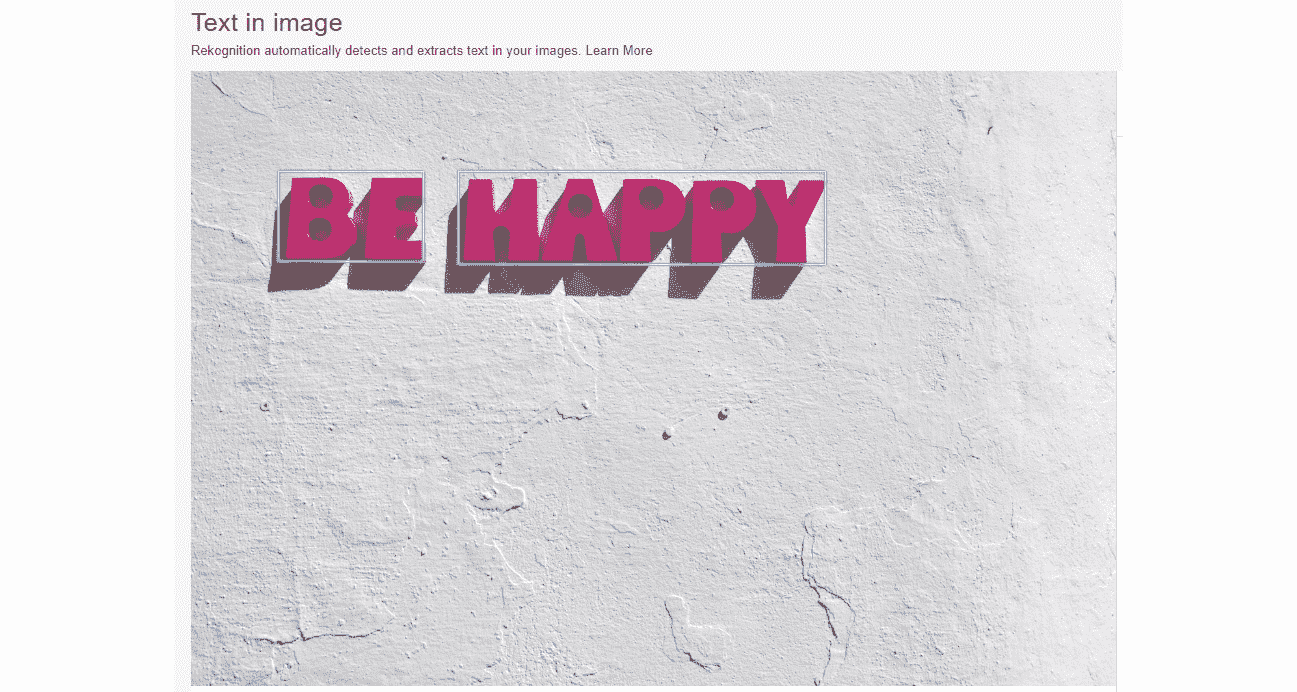 Text in image
Rekognition automatically detects and extracts text in your images. Learn More
BE HAPPY